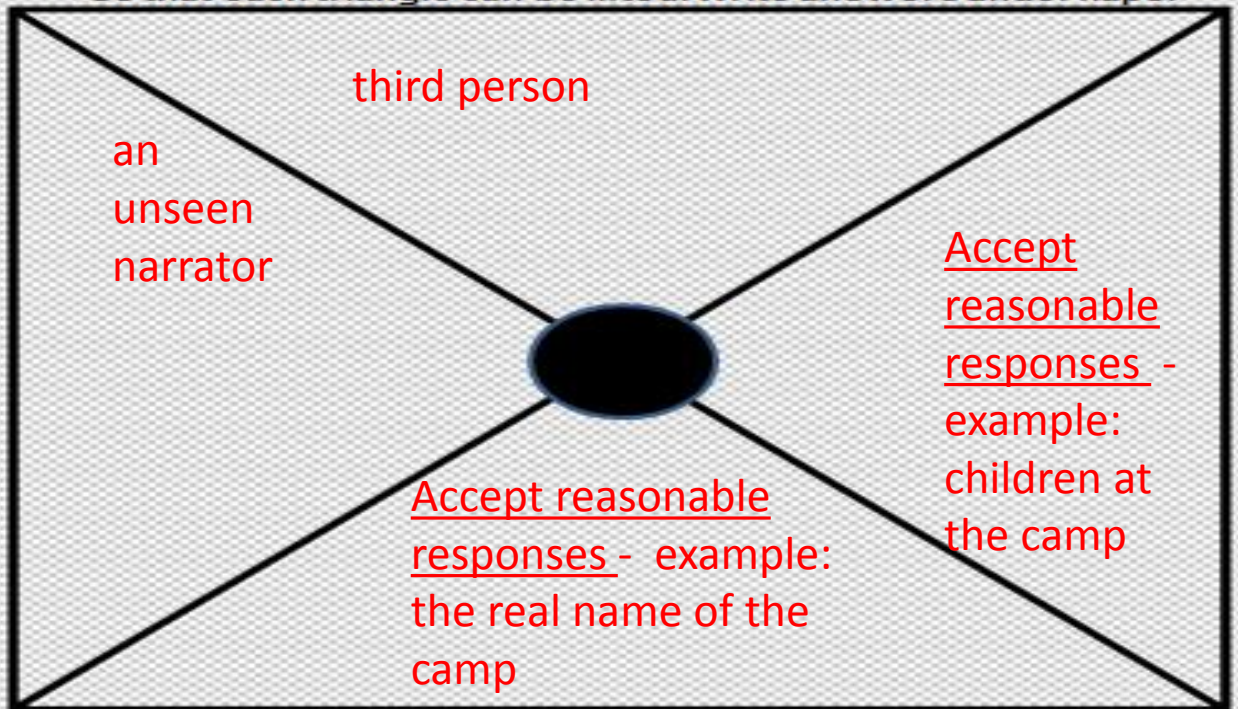 third person
an
unseen
narrator
Accept
reasonable
responses -
example:
children at
the camp
Accept reasonable
responses - example:
the real name of the
camp